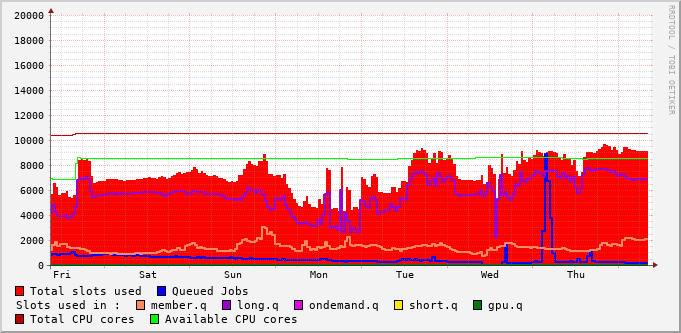 20000
18000
16000
14000
12000
10000
8000
6000
4000
2000
0
Fri Sat Sun Mon Tue Wed Thu
Total slots used Queued Jobs
Slots used in : member.q long.q ondemand.q short.q gpu.q
Total CPU cores Available CPU cores
RRDTOOL / TOBI OETIKER